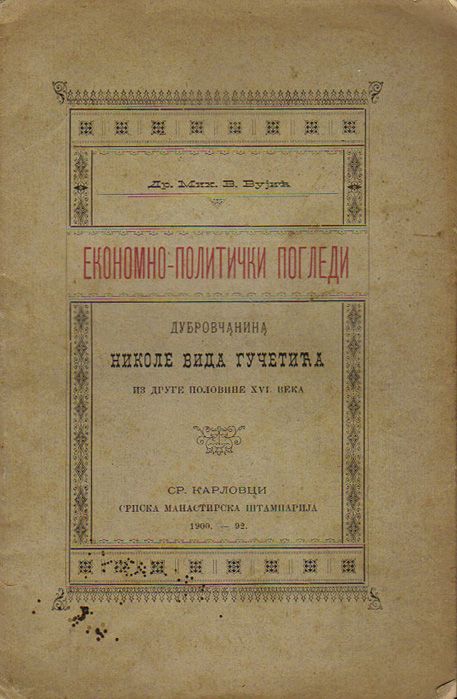 Др. Мих. В. Вујић
ЕКОНОМНО-ПОЛИТИЧКИ ПОГЛЕДИ
ДУБРОВЧАНИНА
НИКОЛЕ ВИДА ГУЧЕТИЋА
ИЗ ДРУГЕ ПОЛОВИНЕ XVI. ВЕКА
СР. КАРЛОВЦИ
СРПСКА МАНАСТИРСКА ШТАМПАРИЈА
1900. — 92.